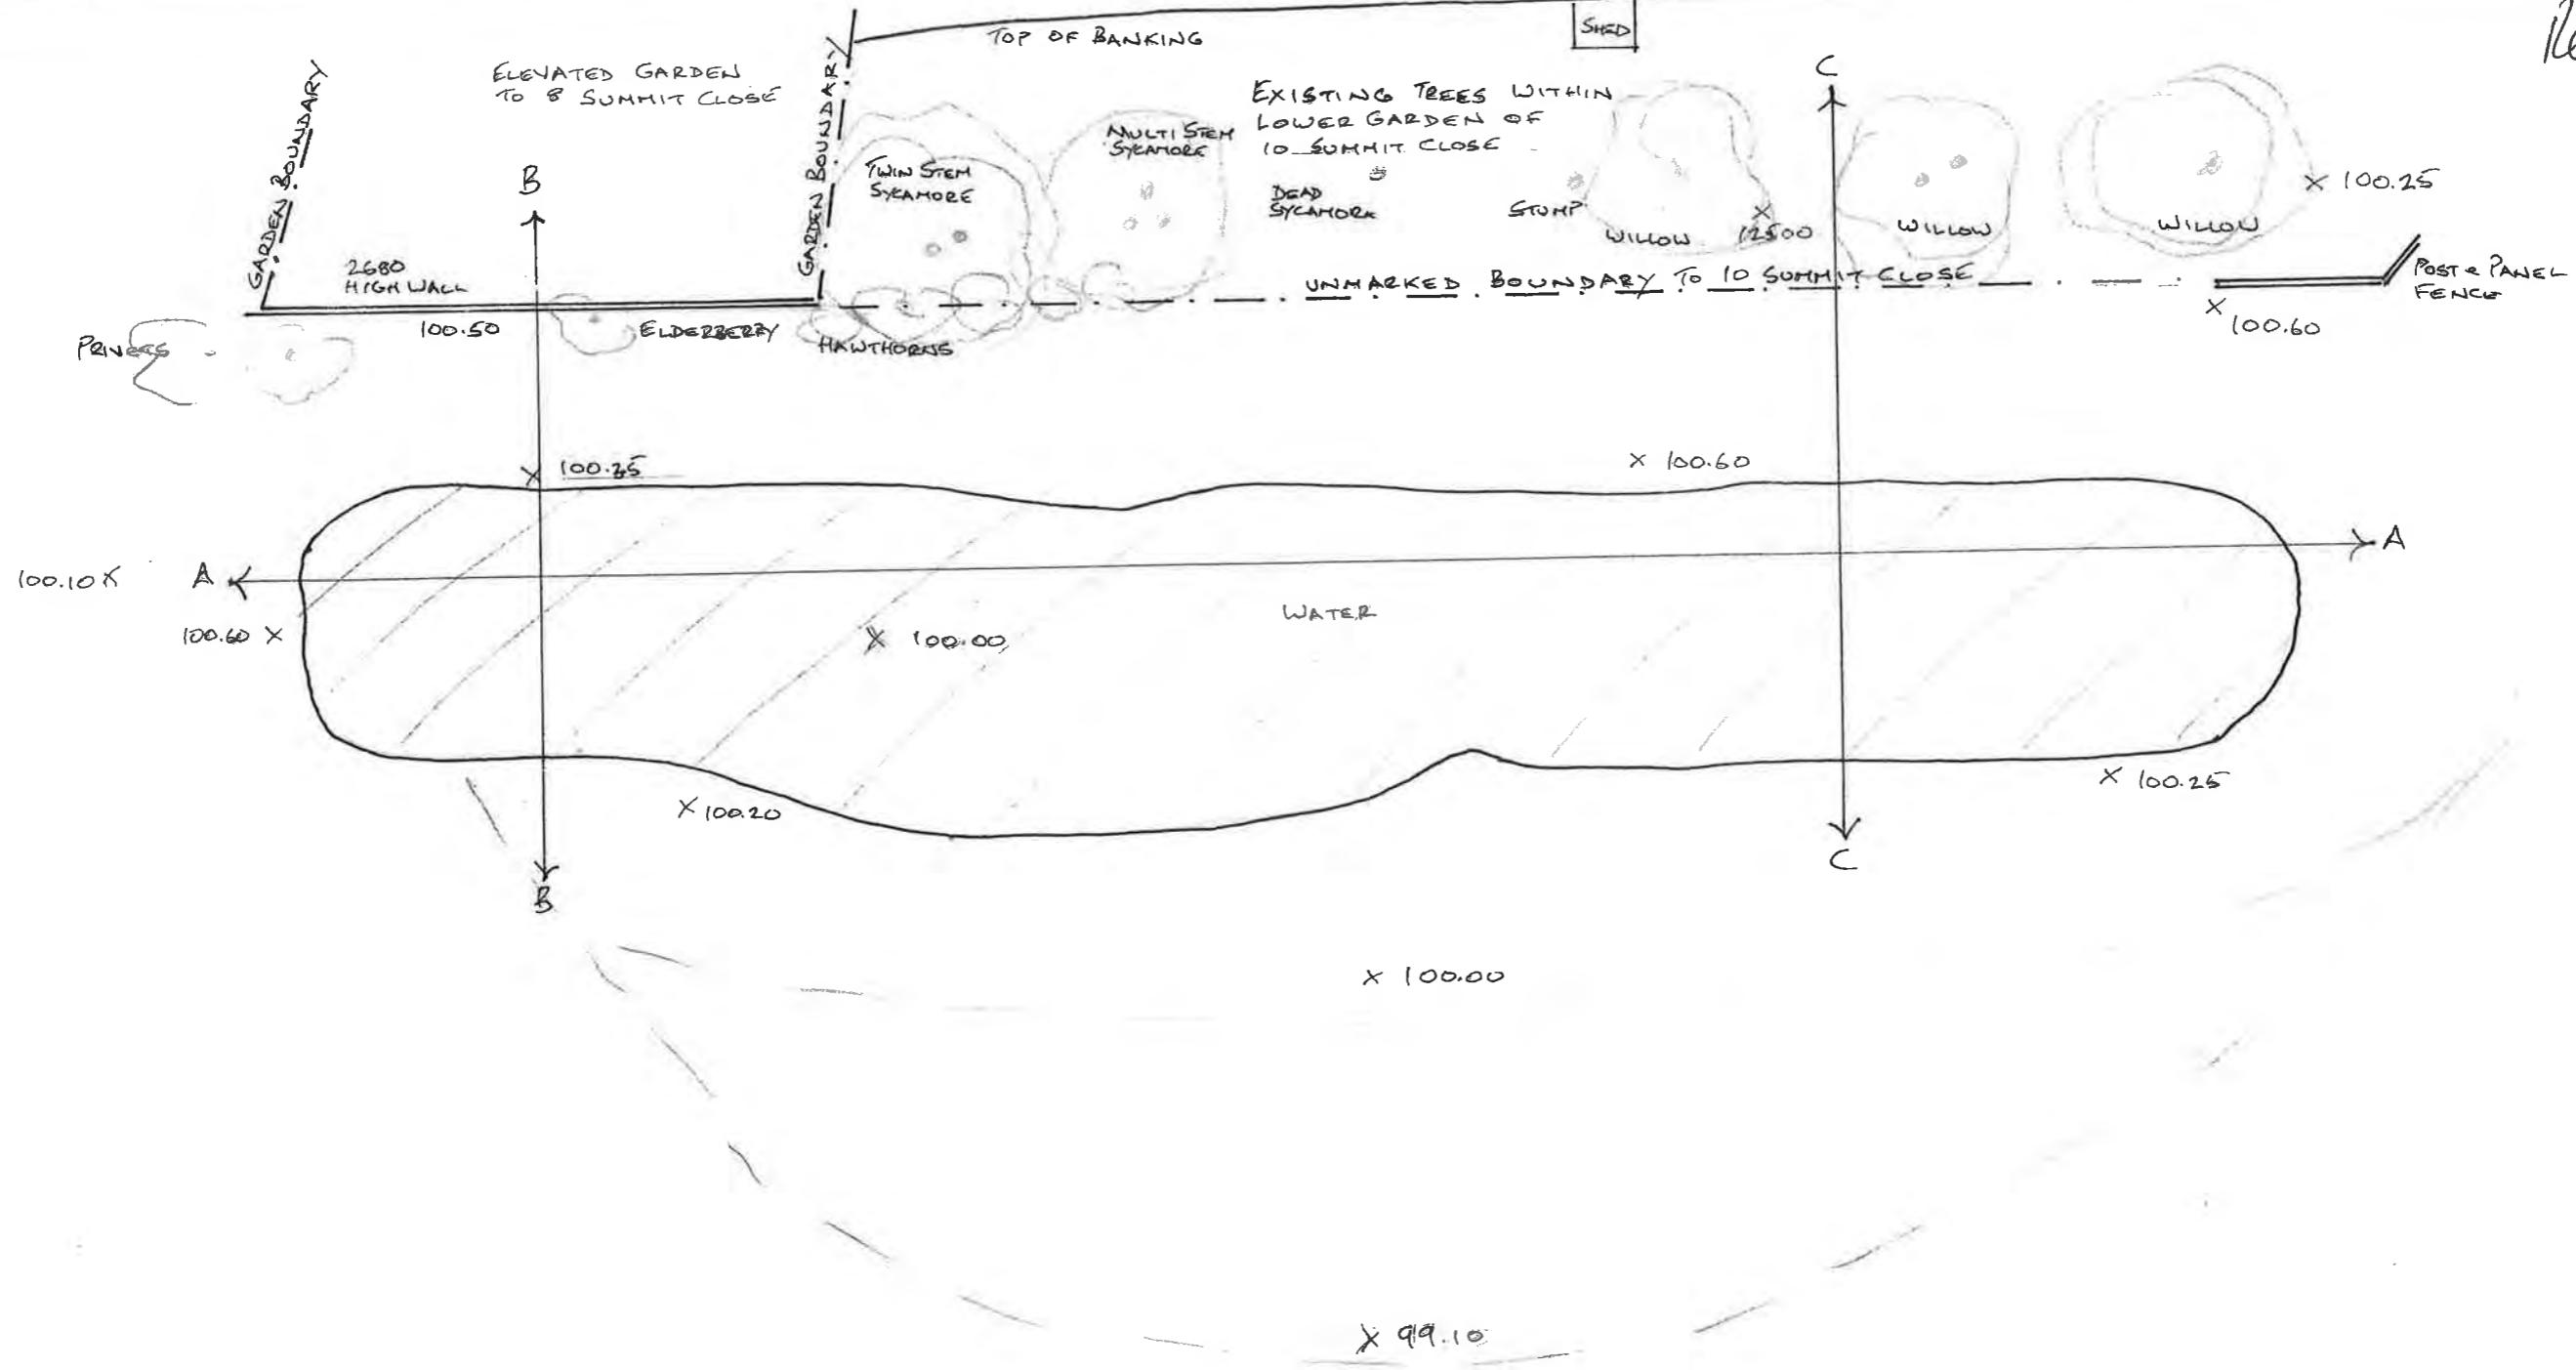 TOP OF BANKING
SHED
ELEVATED GARDEN
TO 8 SUMMIT CLOSE
GARDEN BOUNDARY
GARDEN BOUNDARY
B
C
EXISTING TREES WITHIN
LOWER GARDEN OF
10 SUMMIT CLOSE
MULTI STEM
SYCAMORE
TWIN STEM
SYCAMORE
DEAD
SYCAMORE
STUMP
WILLOW
WILLOW
WILLOW
X 100.25
X
2680
HIGH WALL
UNMARKED BOUNDARY TO 10 SUMMIT CLOSE
POST & PANEL
FENCE
100.50
ELDERBERRY
HAWTHORNS
X 100.60
X
X 100.60
100.10 X
A
A
100.60 X
X 100.00
WATER
X 100.20
X 100.25
B
C
X 100.00
X 99.10